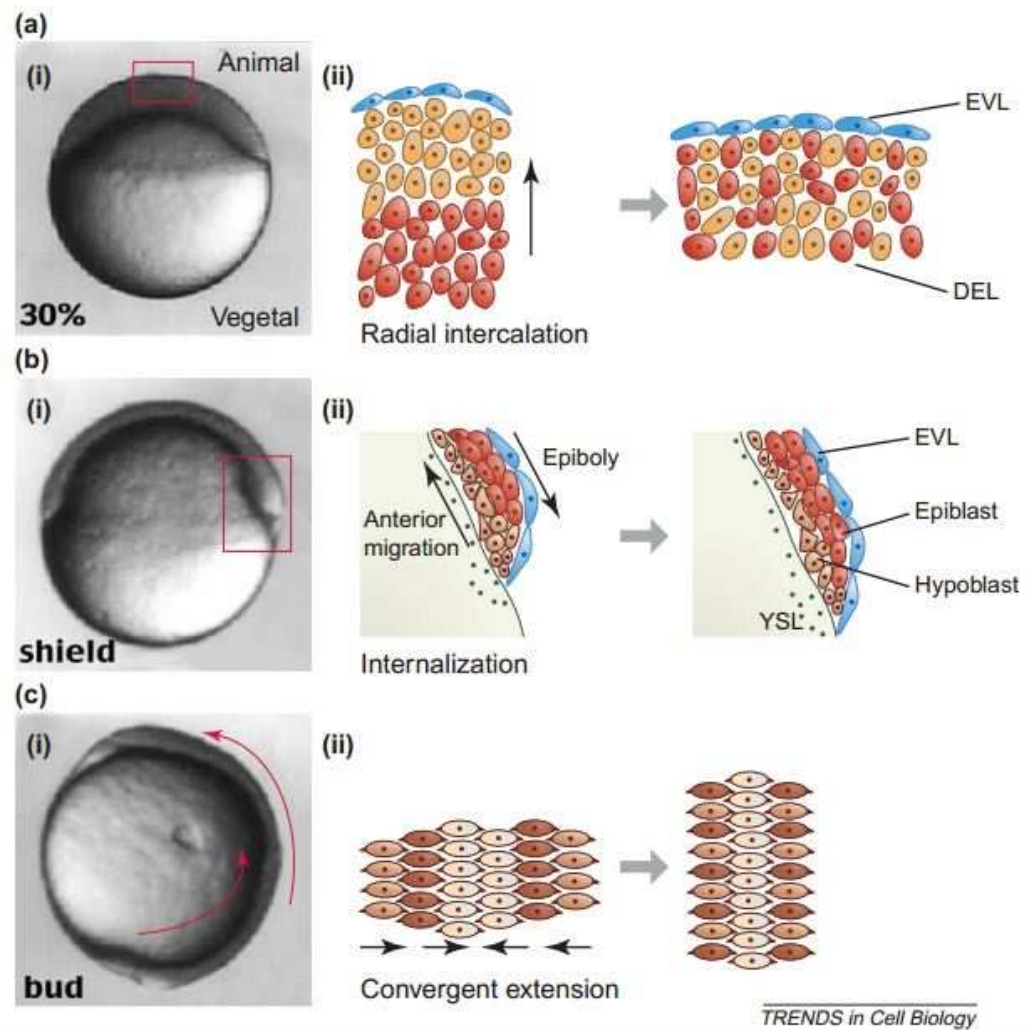 (a)
(i)
Animal
(ii)
EVL
30%
Vegetal
DEL
Radial intercalation
(b)
(i)
(ii)
EVL
Epiboly
Anterior
migration
Epiblast
Hypoblast
YSL
shield
Internalization
(c)
(i)
(ii)
bud
Convergent extension
TRENDS in Cell Biology